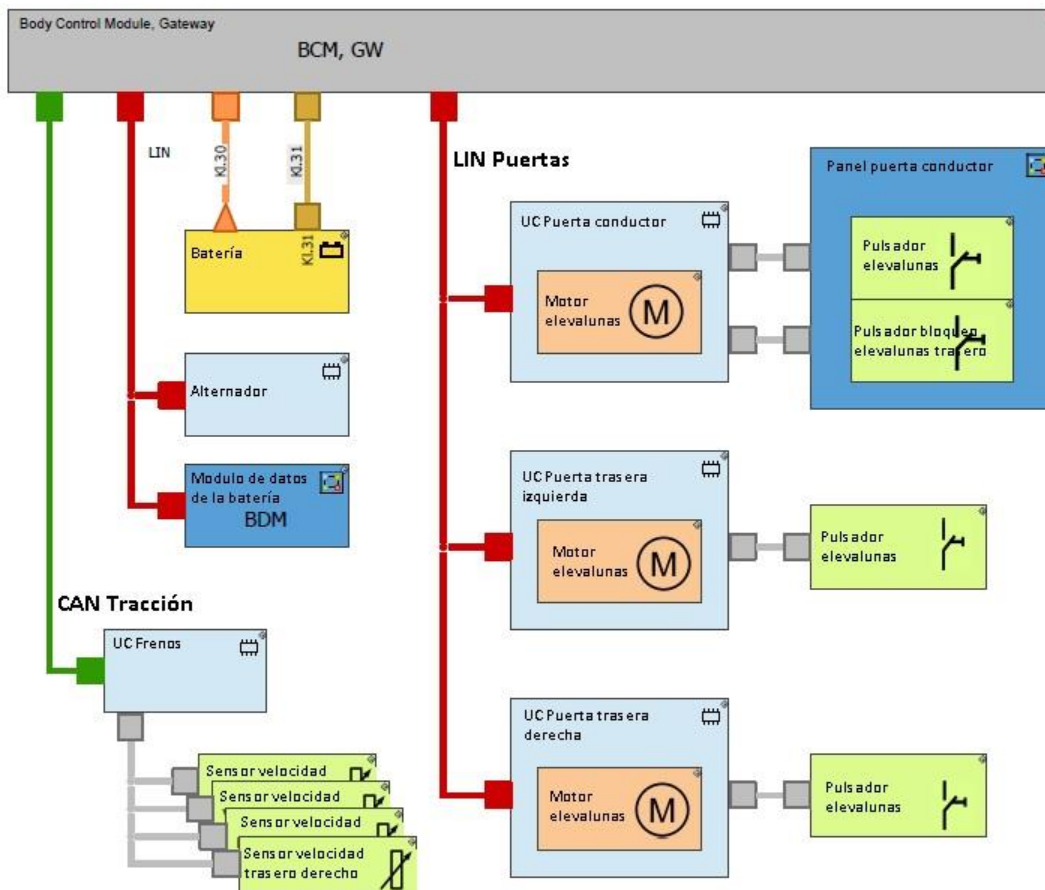 Body Control Module, Gateway
BCM, GW
LIN
Kl.30
Kl.31
LIN Puertas
Batería
Kl.31
UC Puerta conductor
Motor
elevalunas
M
Panel puerta conductor
Pulsador
elevalunas
Pulsador bloqueo
elevalunas trasero
Alternador
Modulo de datos
de la batería
BDM
UC Puerta trasera
izquierda
Motor
elevalunas
M
Pulsador
elevalunas
CAN Tracción
UC Frenos
Sensor velocidad
Sensor velocidad
Sensor velocidad
Sensor velocidad
trasero derecho
UC Puerta trasera
derecha
Motor
elevalunas
M
Pulsador
elevalunas